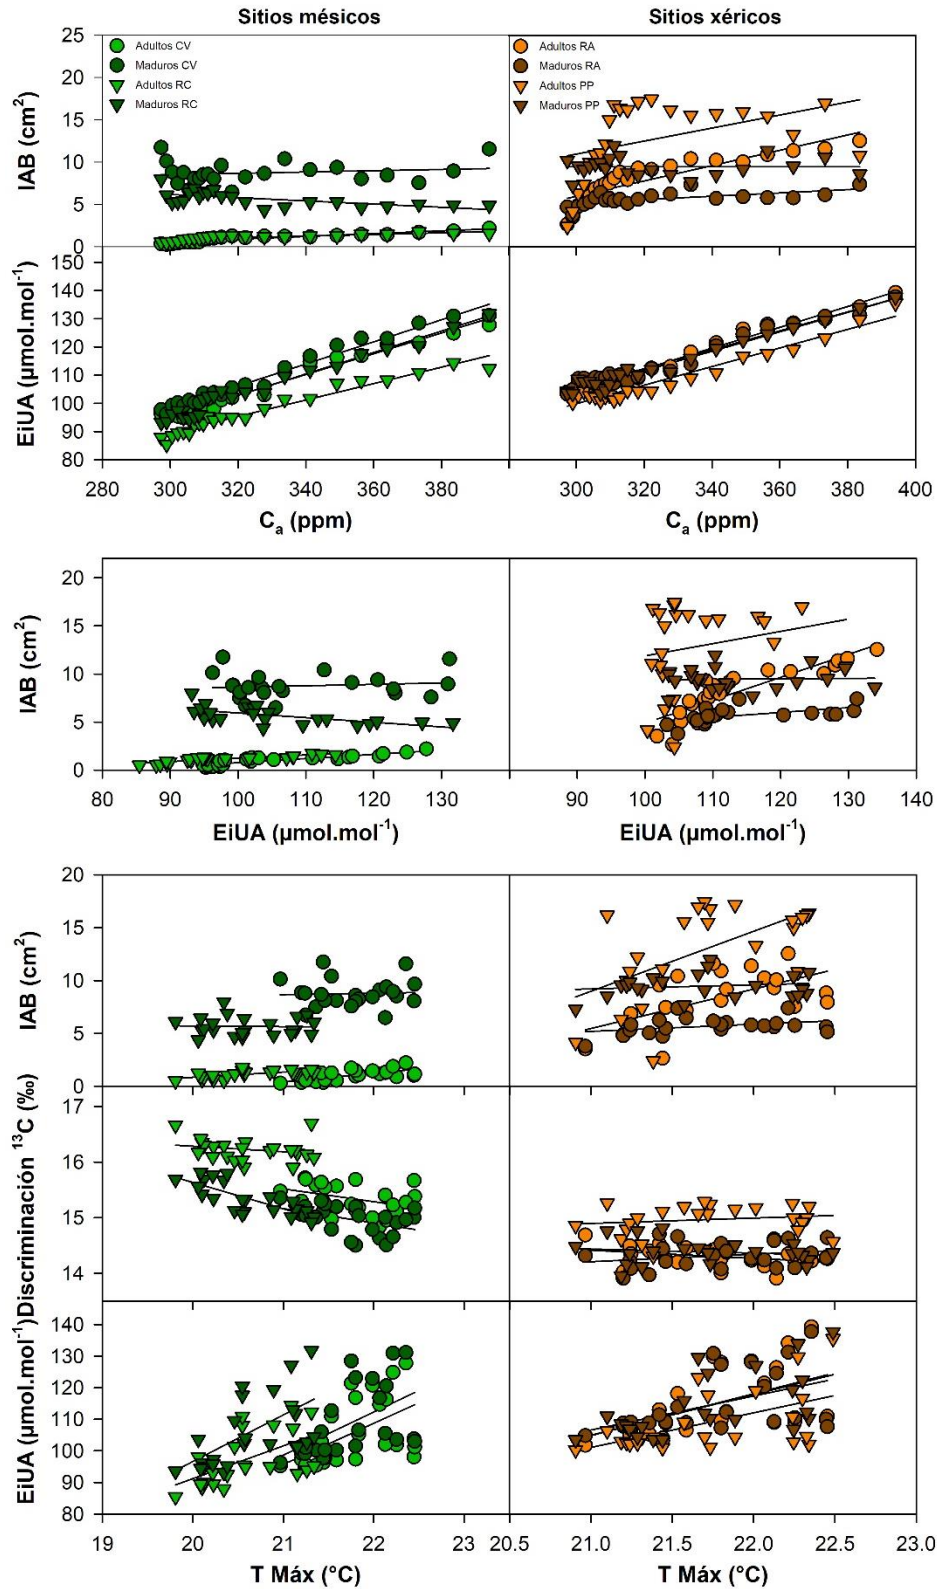 Sitios mésicos Sitios xéricos
25
20
15
10
5
0
IAB (cm²)
Adultos CV
Maduros CV
Adultos RC
Maduros RC
Adultos RA
Maduros RA
Adultos PP
Maduros PP
150
140
130
120
110
100
90
80
EiUA (µmol.mol⁻¹)
280 300 320 340 360 380 300 320 340 360 380 400
Cₐ (ppm) Cₐ (ppm)
20
15
10
5
0
IAB (cm²)
80 90 100 110 120 130 90 100 110 120 130 140
EiUA (µmol.mol⁻¹) EiUA (µmol.mol⁻¹)
20
15
10
5
0
IAB (cm²)
17
16
15
14
Discriminación ¹³C (‰)
140
130
120
110
100
90
80
EiUA (µmol.mol⁻¹)
19 20 21 22 23 20.5 21.0 21.5 22.0 22.5 23.0
T Máx (°C) T Máx (°C)